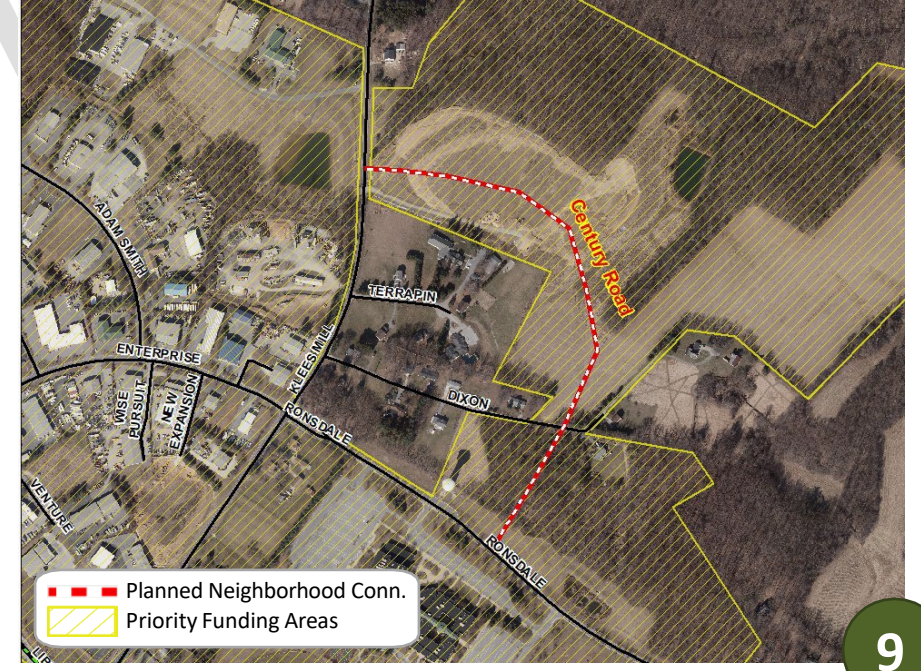 ADAM SMITH
Century Road
TERRAPIN
KLEES MILL
ENTERPRISE
WISE
PURSUIT
NEW
EXPANSION
RONSDALE
DIXON
VENTURE
RONSDALE
Planned Neighborhood Conn.
Priority Funding Areas
9